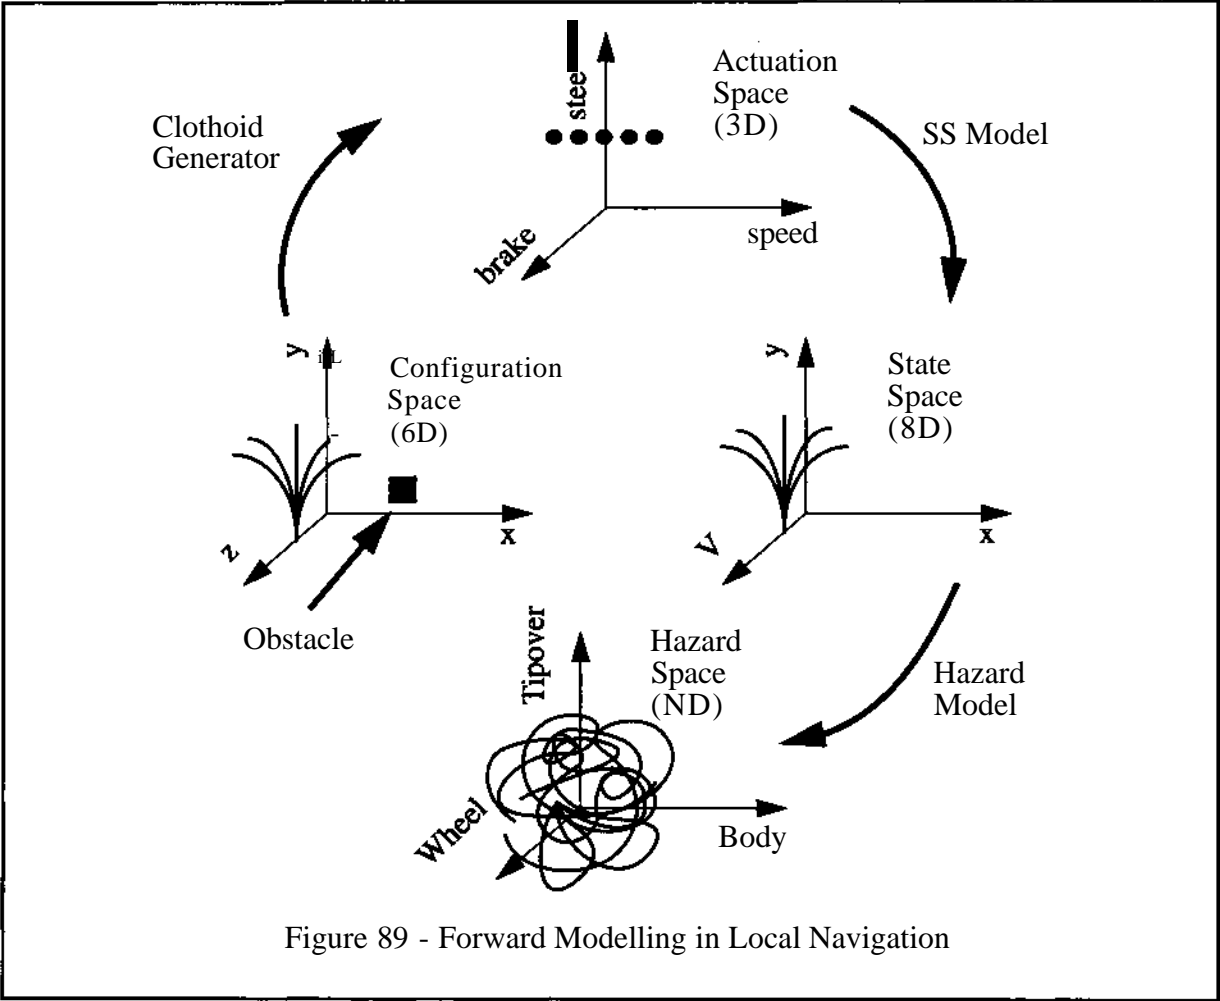 Actuation
Space
(3D)
stee
Clothoid
Generator
SS Model
speed
brake
y
Configuration
Space
(6D)
x
z
Obstacle
y
State
Space
(8D)
x
V
Tipover
Hazard
Space
(ND)
Hazard
Model
Wheel
Body
Figure 89 - Forward Modelling in Local Navigation